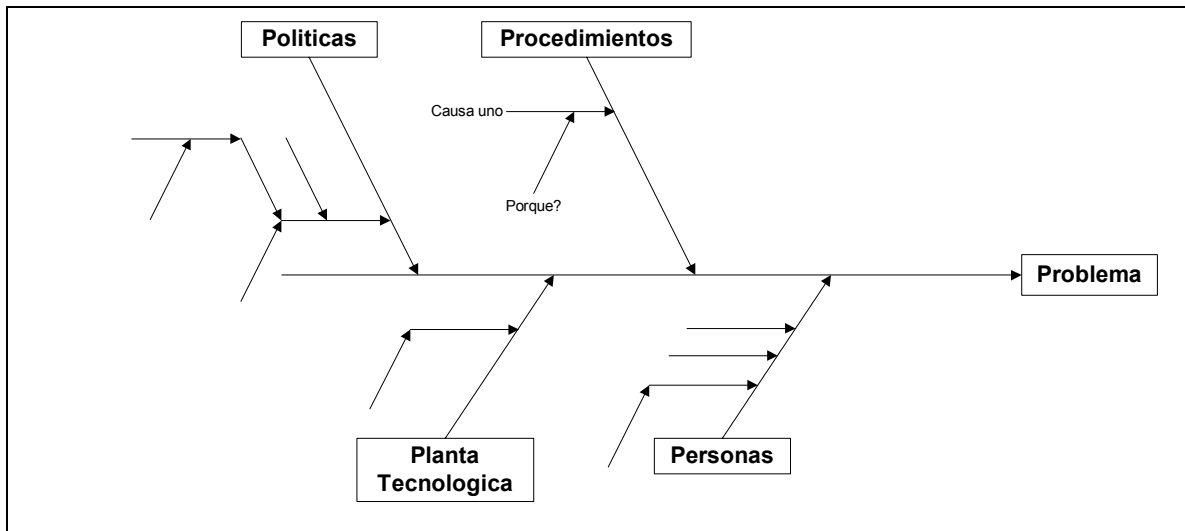 Politicas
Procedimientos
Causa uno
Porque?
Problema
Planta
Tecnologica
Personas